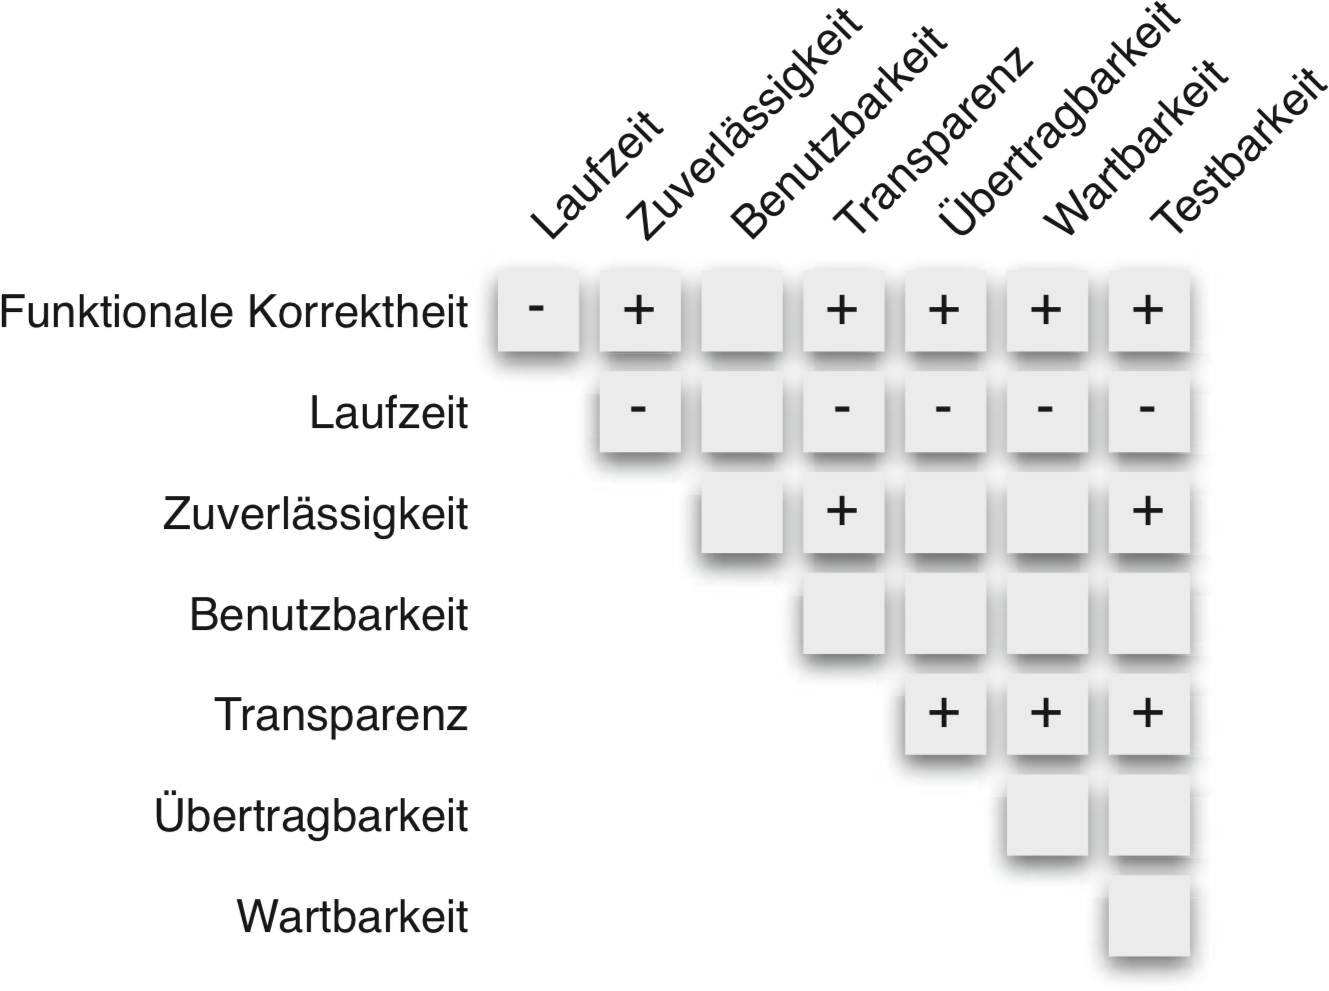 Laufzeit
Zuverlässigkeit
Benutzbarkeit
Transparenz
Übertragbarkeit
Wartbarkeit
Testbarkeit
Funktionale Korrektheit - + + + + +
Laufzeit - - - - -
Zuverlässigkeit + +
Benutzbarkeit
Transparenz + + +
Übertragbarkeit
Wartbarkeit